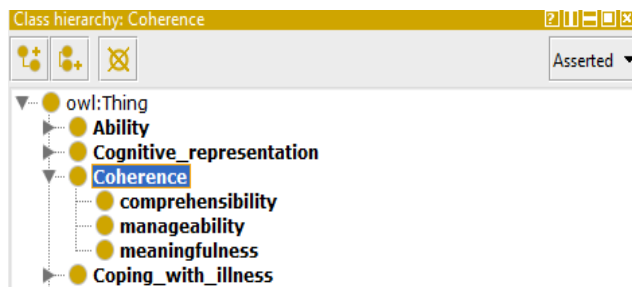 Class hierarchy: Coherence
Asserted
owl:Thing
Ability
Cognitive_representation
Coherence
comprehensibility
manageability
meaningfulness
Coping_with_illness